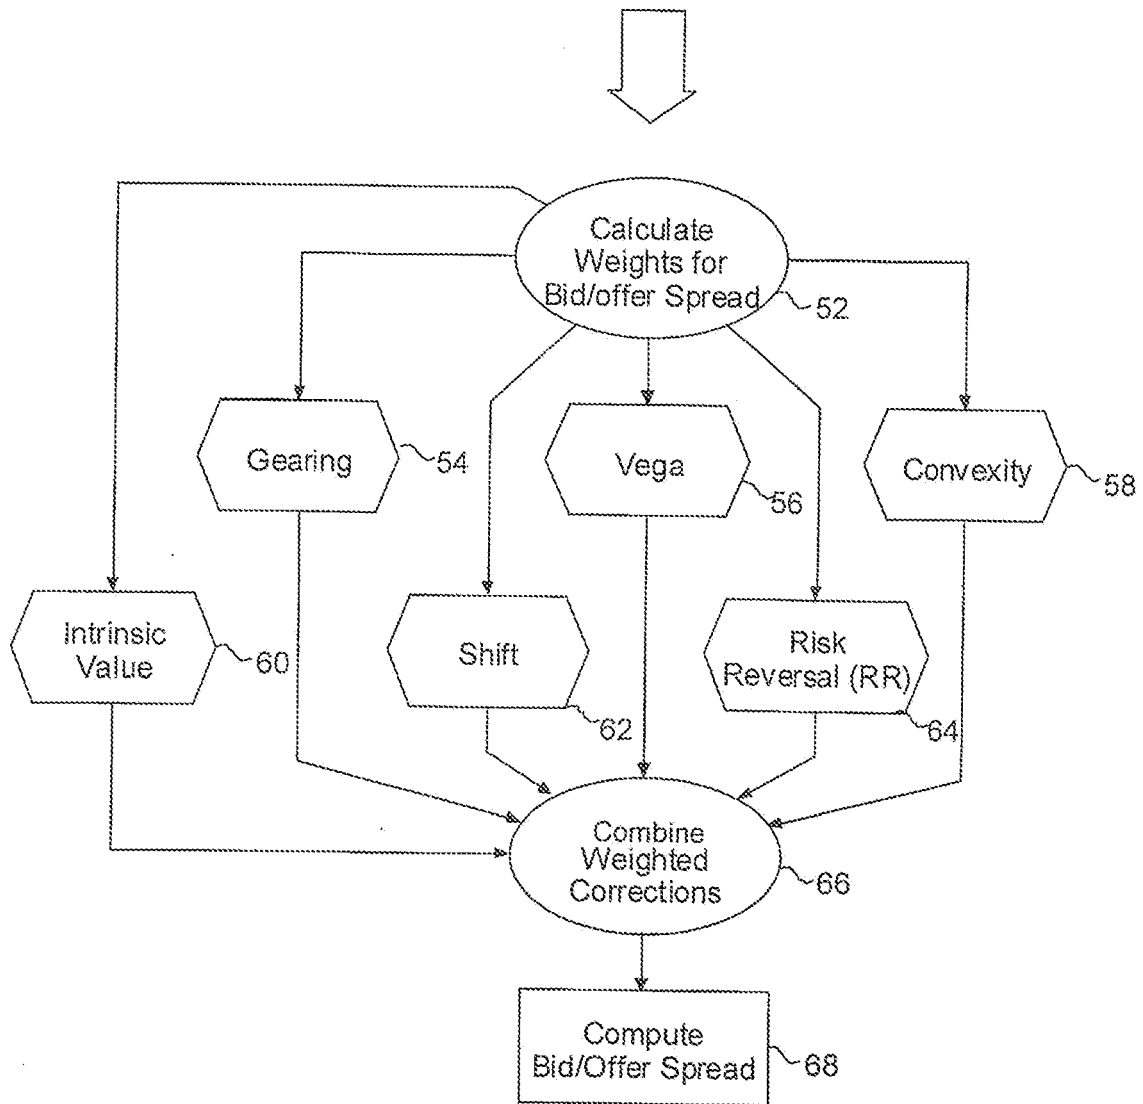 Calculate
Weights for
Bid/offer Spread
52
Gearing
54
Vega
56
Convexity
58
Intrinsic
Value
60
Shift
62
Risk
Reversal (RR)
64
Combine
Weighted
Corrections
66
Compute
Bid/Offer Spread
68